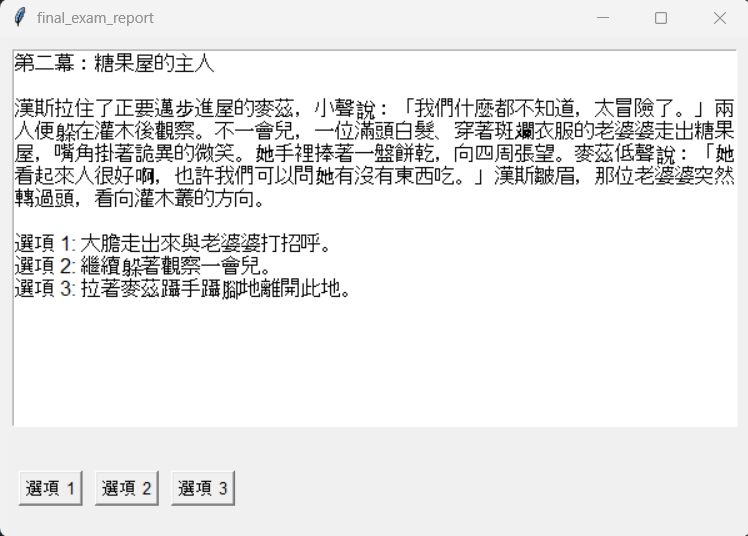 final_exam_report
第二幕：糖果屋的主人
漢斯拉住了正要邁步進屋的麥茲，小聲說：「我們什麼都不知道，太冒險了。」兩
人便躲在灌木後觀察。不一會兒，一位滿頭白髮、穿著斑斕衣服的老婆婆走出糖果
屋，嘴角掛著詭異的微笑。她手裡捧著一盤餅乾，向四周張望。麥茲低聲說：「她
看起來人很好啊，也許我們可以問她有沒有東西吃。」漢斯皺眉，那位老婆婆突然
轉過頭，看向灌木叢的方向。
選項 1: 大膽走出來與老婆婆打招呼。
選項 2: 繼續躲著觀察一會兒。
選項 3: 拉著麥茲躡手躡腳地離開此地。
選項 1 選項 2 選項 3